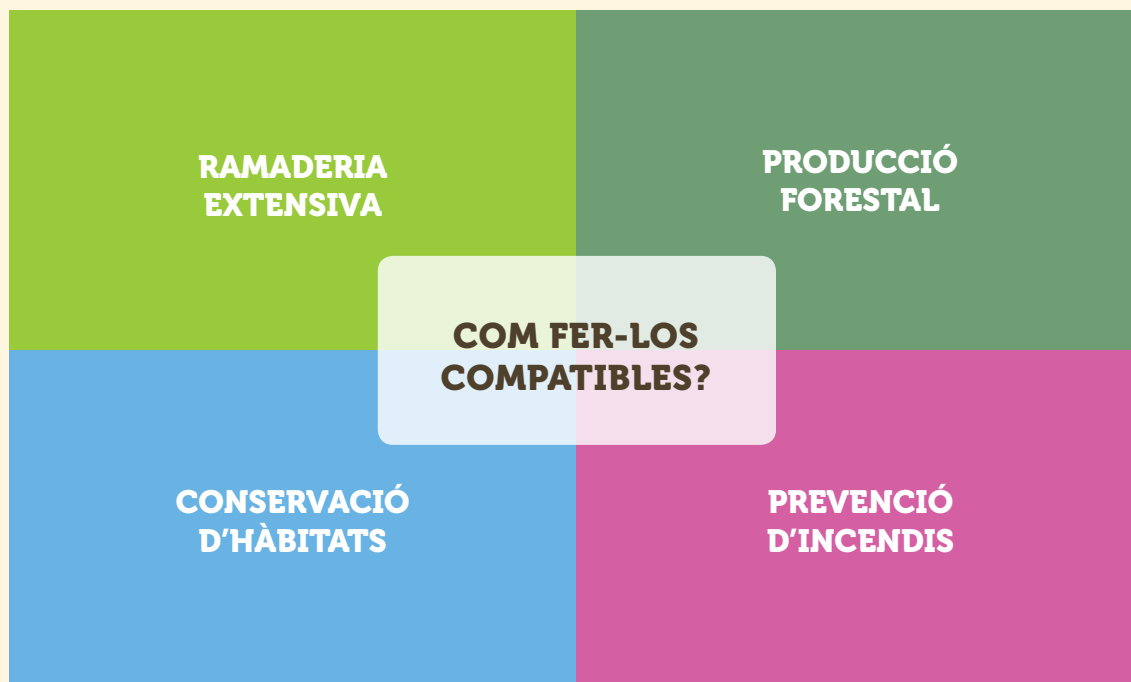 RAMADERIA
EXTENSIVA
PRODUCCIÓ
FORESTAL
COM FER-LOS
COMPATIBLES?
CONSERVACIÓ
D’HÀBITATS
PREVENCIÓ
D’INCENDIS